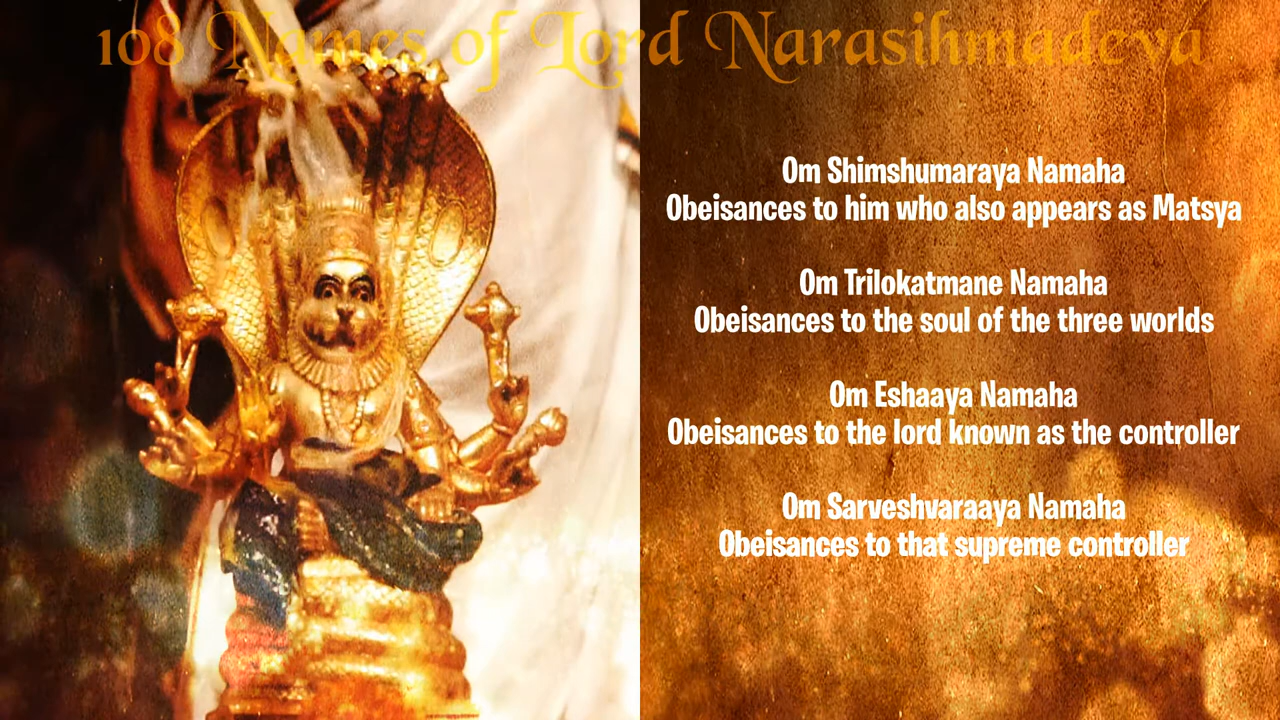 108 Names of Lord Narasihmadeva
Om Shimshumaraya Namaha
Obeisances to him who also appears as Matsya
Om Trilokatmane Namaha
Obeisances to the soul of the three worlds
Om Eshaaya Namaha
Obeisances to the lord known as the controller
Om Sarveshvaraaya Namaha
Obeisances to that supreme controller